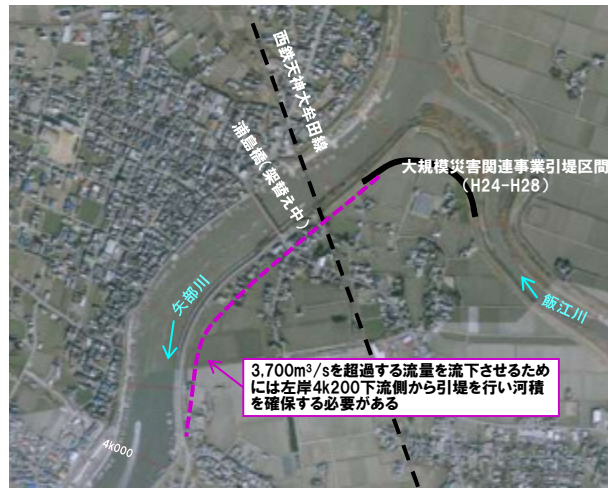 西鉄天神大牟田線
浦島橋(架替え中)
大規模災害関連事業引堤区間
(H24-H28)
矢部川
飯江川
3,700m³/sを超過する流量を流下させるため
には左岸4k200下流側から引堤を行い河積
を確保する必要がある
4k000